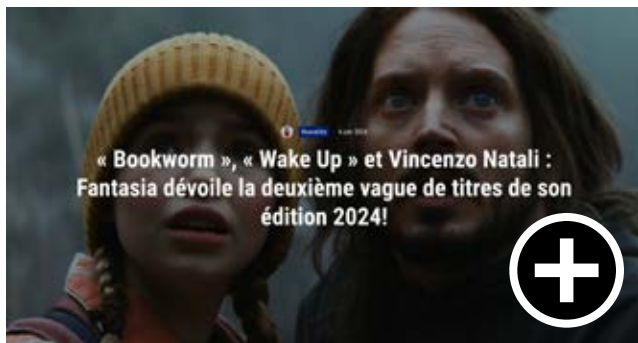 « Bookworm », « Wake Up » et Vincenzo Natali :
Fantasia dévoile la deuxième vague de titres de son
édition 2024!